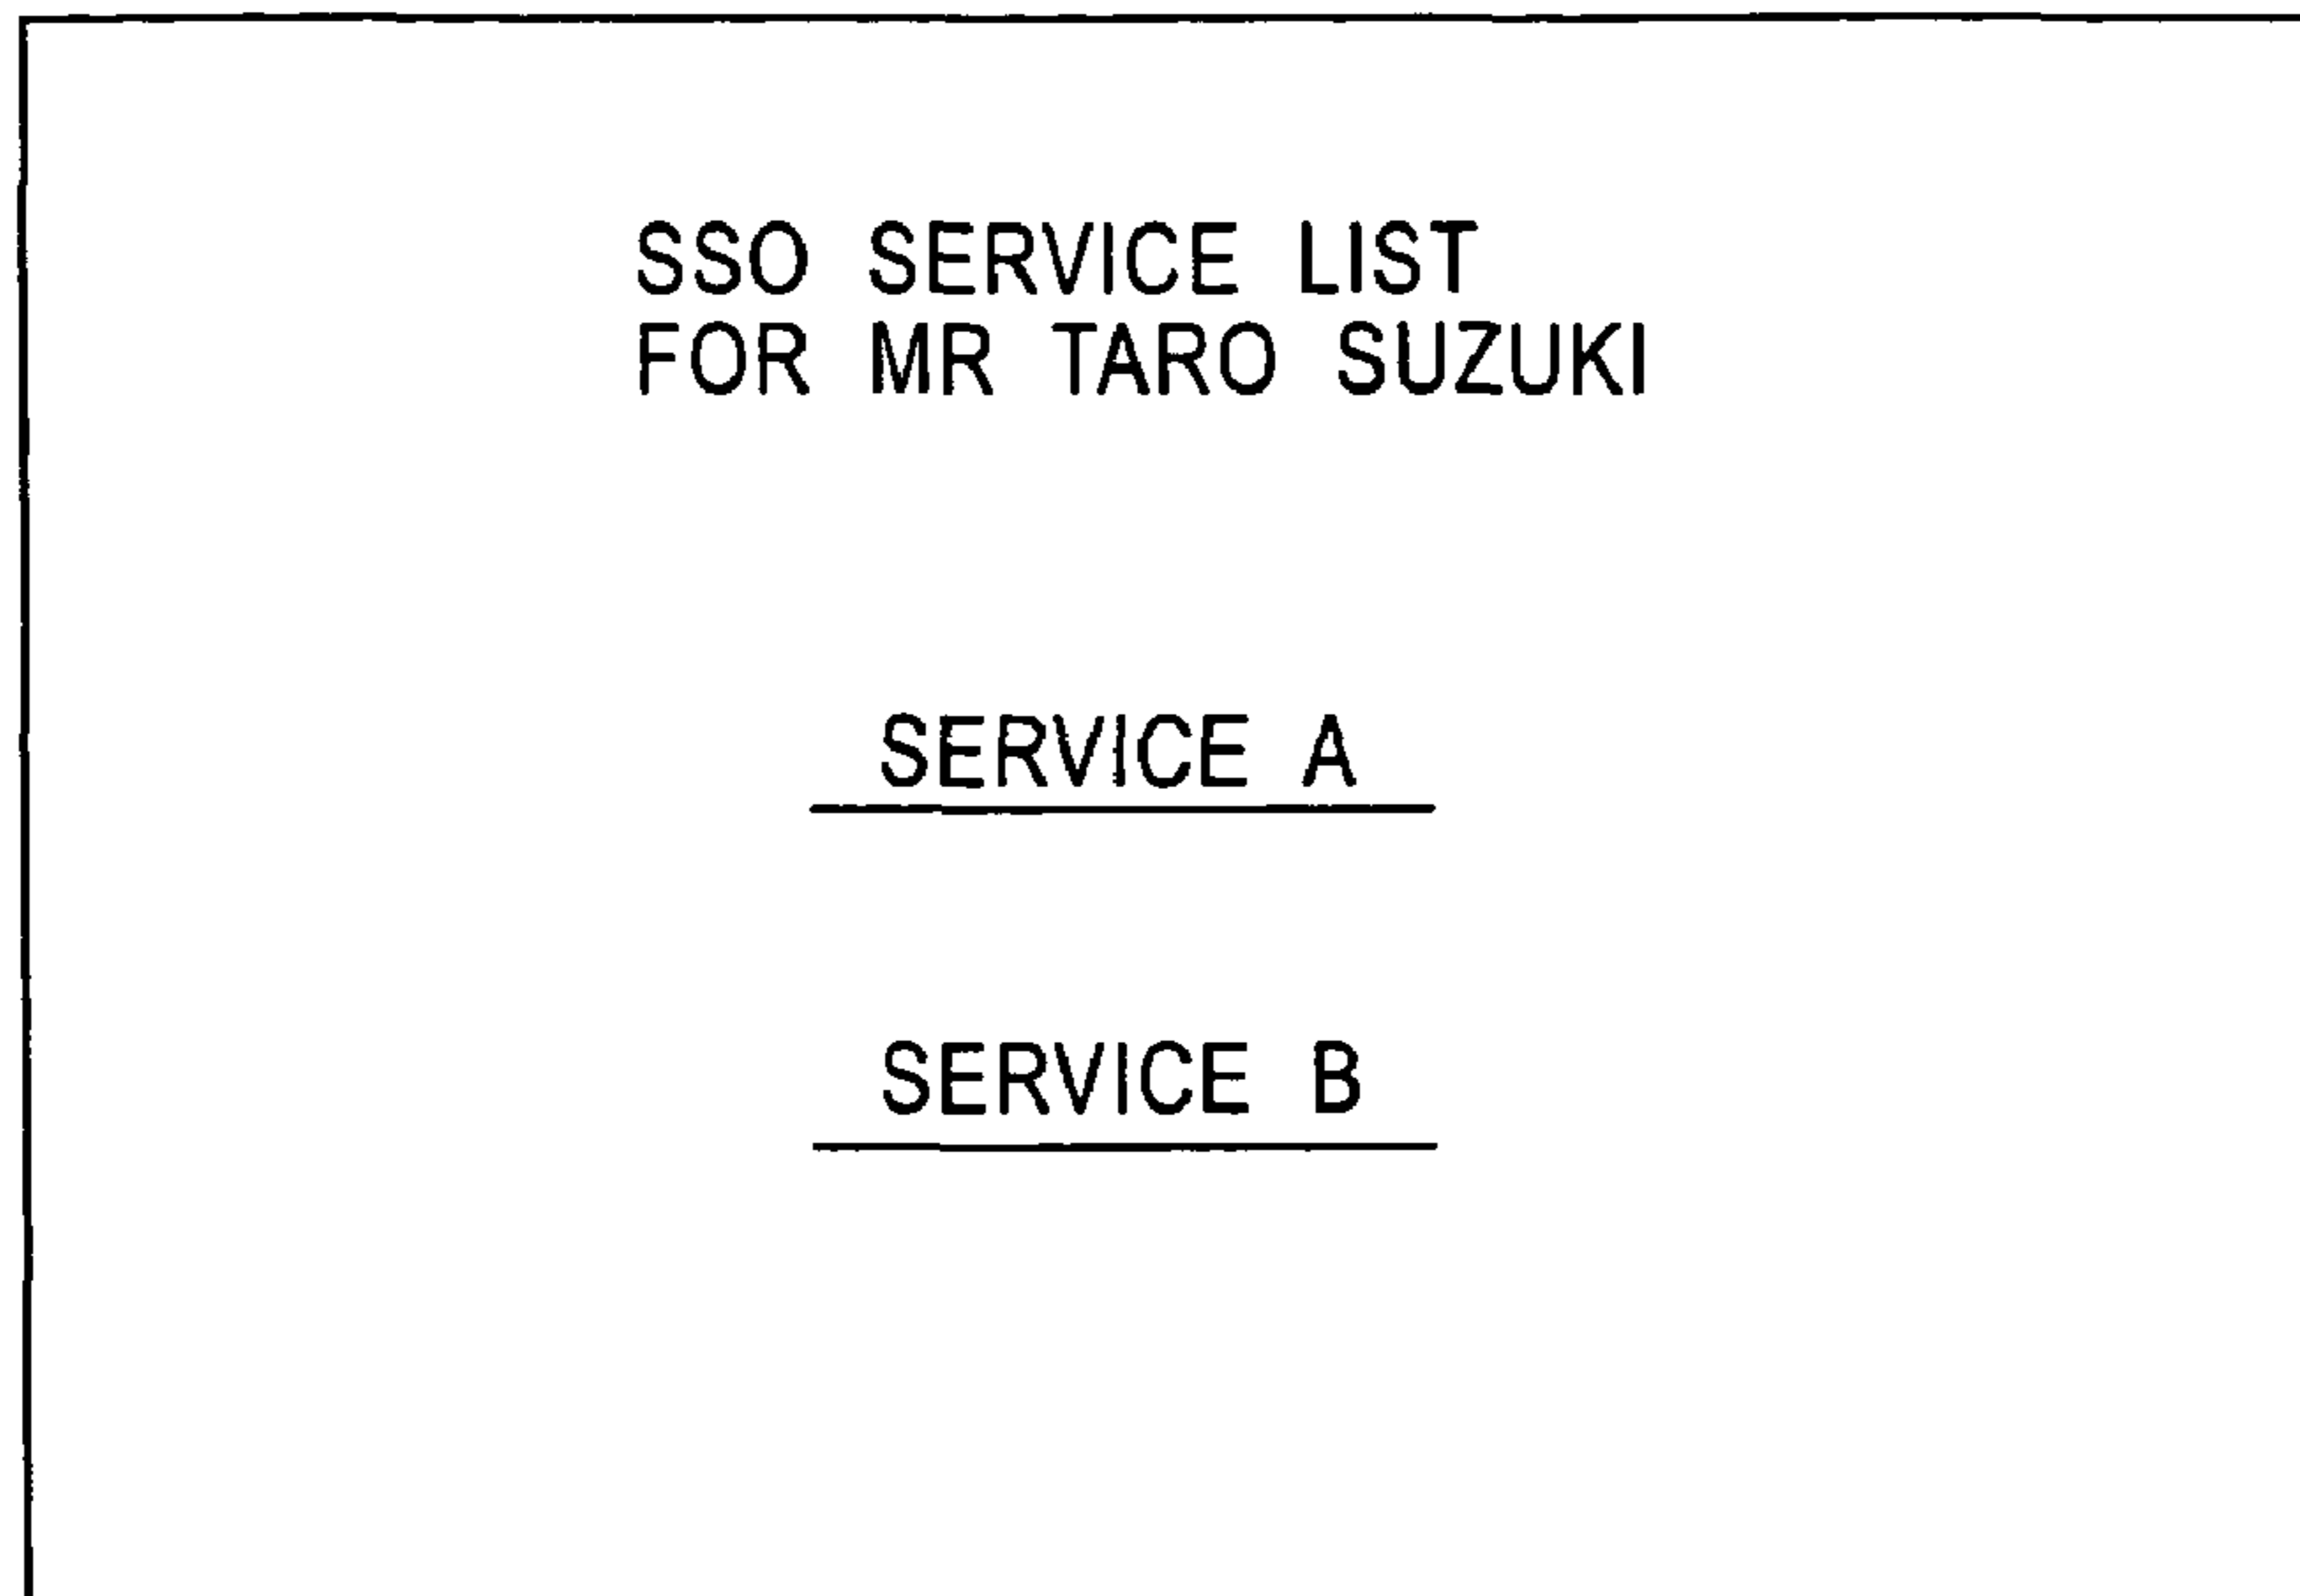 SSO SERVICE LIST
FOR MR TARO SUZUKI
SERVICE A
SERVICE B